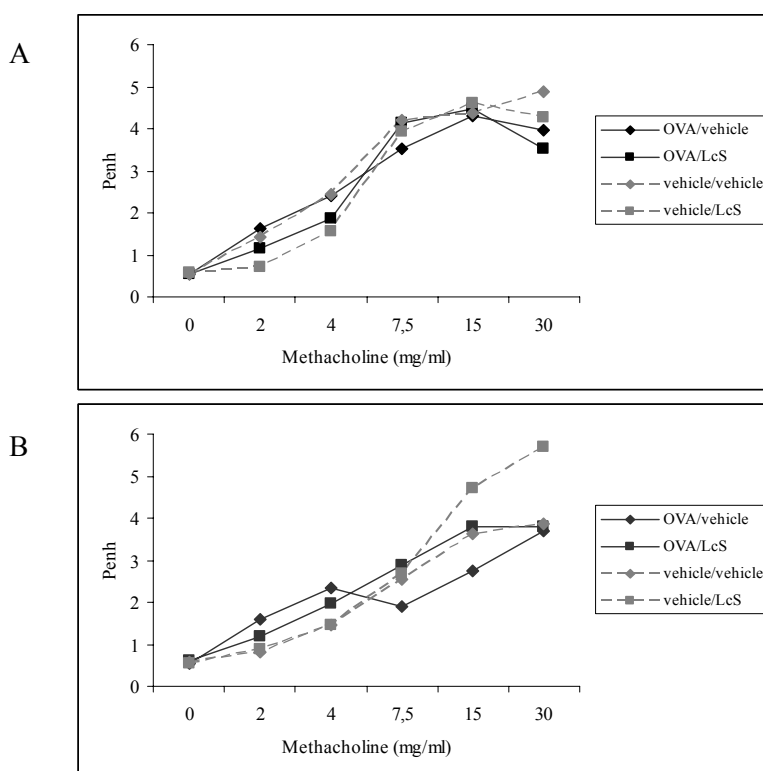 A
6
5
4
3
2
1
0
Penh
0 2 4 7,5 15 30
Methacholine (mg/ml)
OVA/vehicle
OVA/LcS
vehicle/vehicle
vehicle/LcS
B
6
5
4
3
2
1
0
Penh
0 2 4 7,5 15 30
Methacholine (mg/ml)
OVA/vehicle
OVA/LcS
vehicle/vehicle
vehicle/LcS